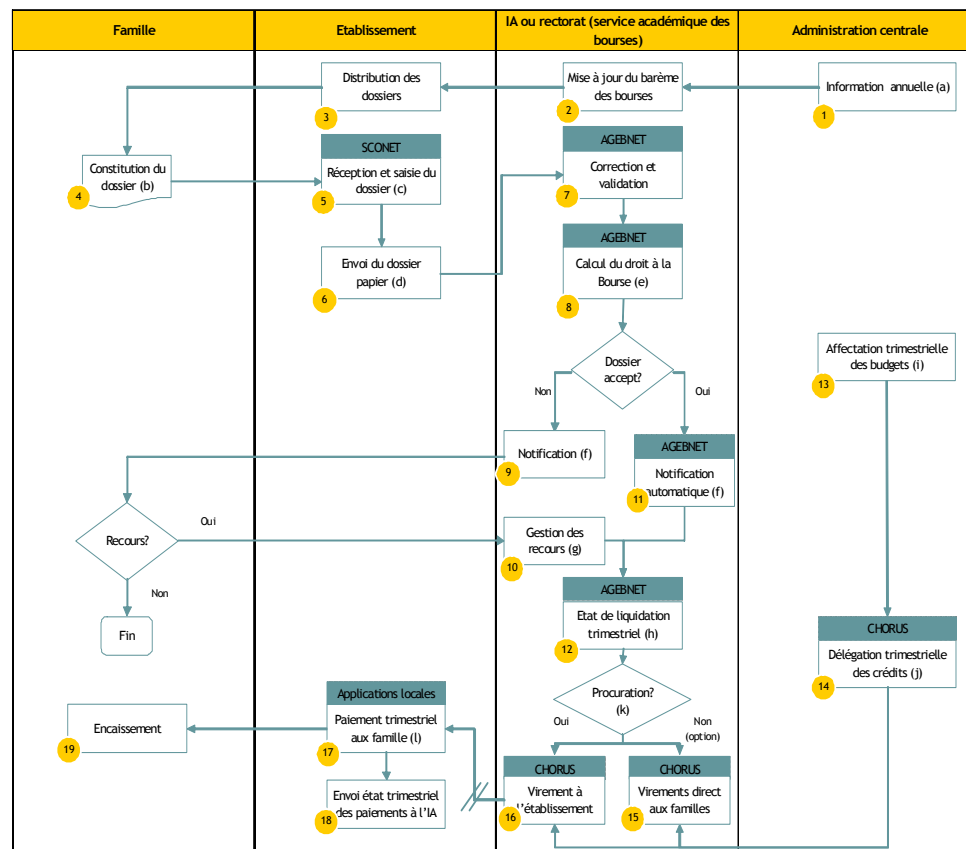 Famille
Etablissement
IA ou rectorat (service académique des
bourses)
Administration centrale
Information annuelle (a)
1
Mise à jour du barème
des bourses
2
Distribution des
dossiers
3
Constitution du
dossier (b)
4
SCONET
Réception et saisie du
dossier (c)
5
Envoi du dossier
papier (d)
6
AGEBNET
Correction et
validation
7
AGEBNET
Calcul du droit à la
Bourse (e)
8
Dossier
accept?
Non
Oui
Notification (f)
9
AGEBNET
Notification
automatique (f)
11
Recours?
Oui
Non
Fin
Gestion des
recours (g)
10
AGEBNET
Etat de liquidation
trimestriel (h)
12
Affectation trimestrielle
des budgets (i)
13
CHORUS
Délégation trimestrielle
des crédits (j)
14
Procuration?
(k)
Oui
Non
(option)
CHORUS
Virement à
l'établissement
16
CHORUS
Virements direct
aux familles
15
Applications locales
Paiement trimestriel
aux famille (l)
17
Envoi état trimestriel
des paiements à l'IA
18
Encaissement
19